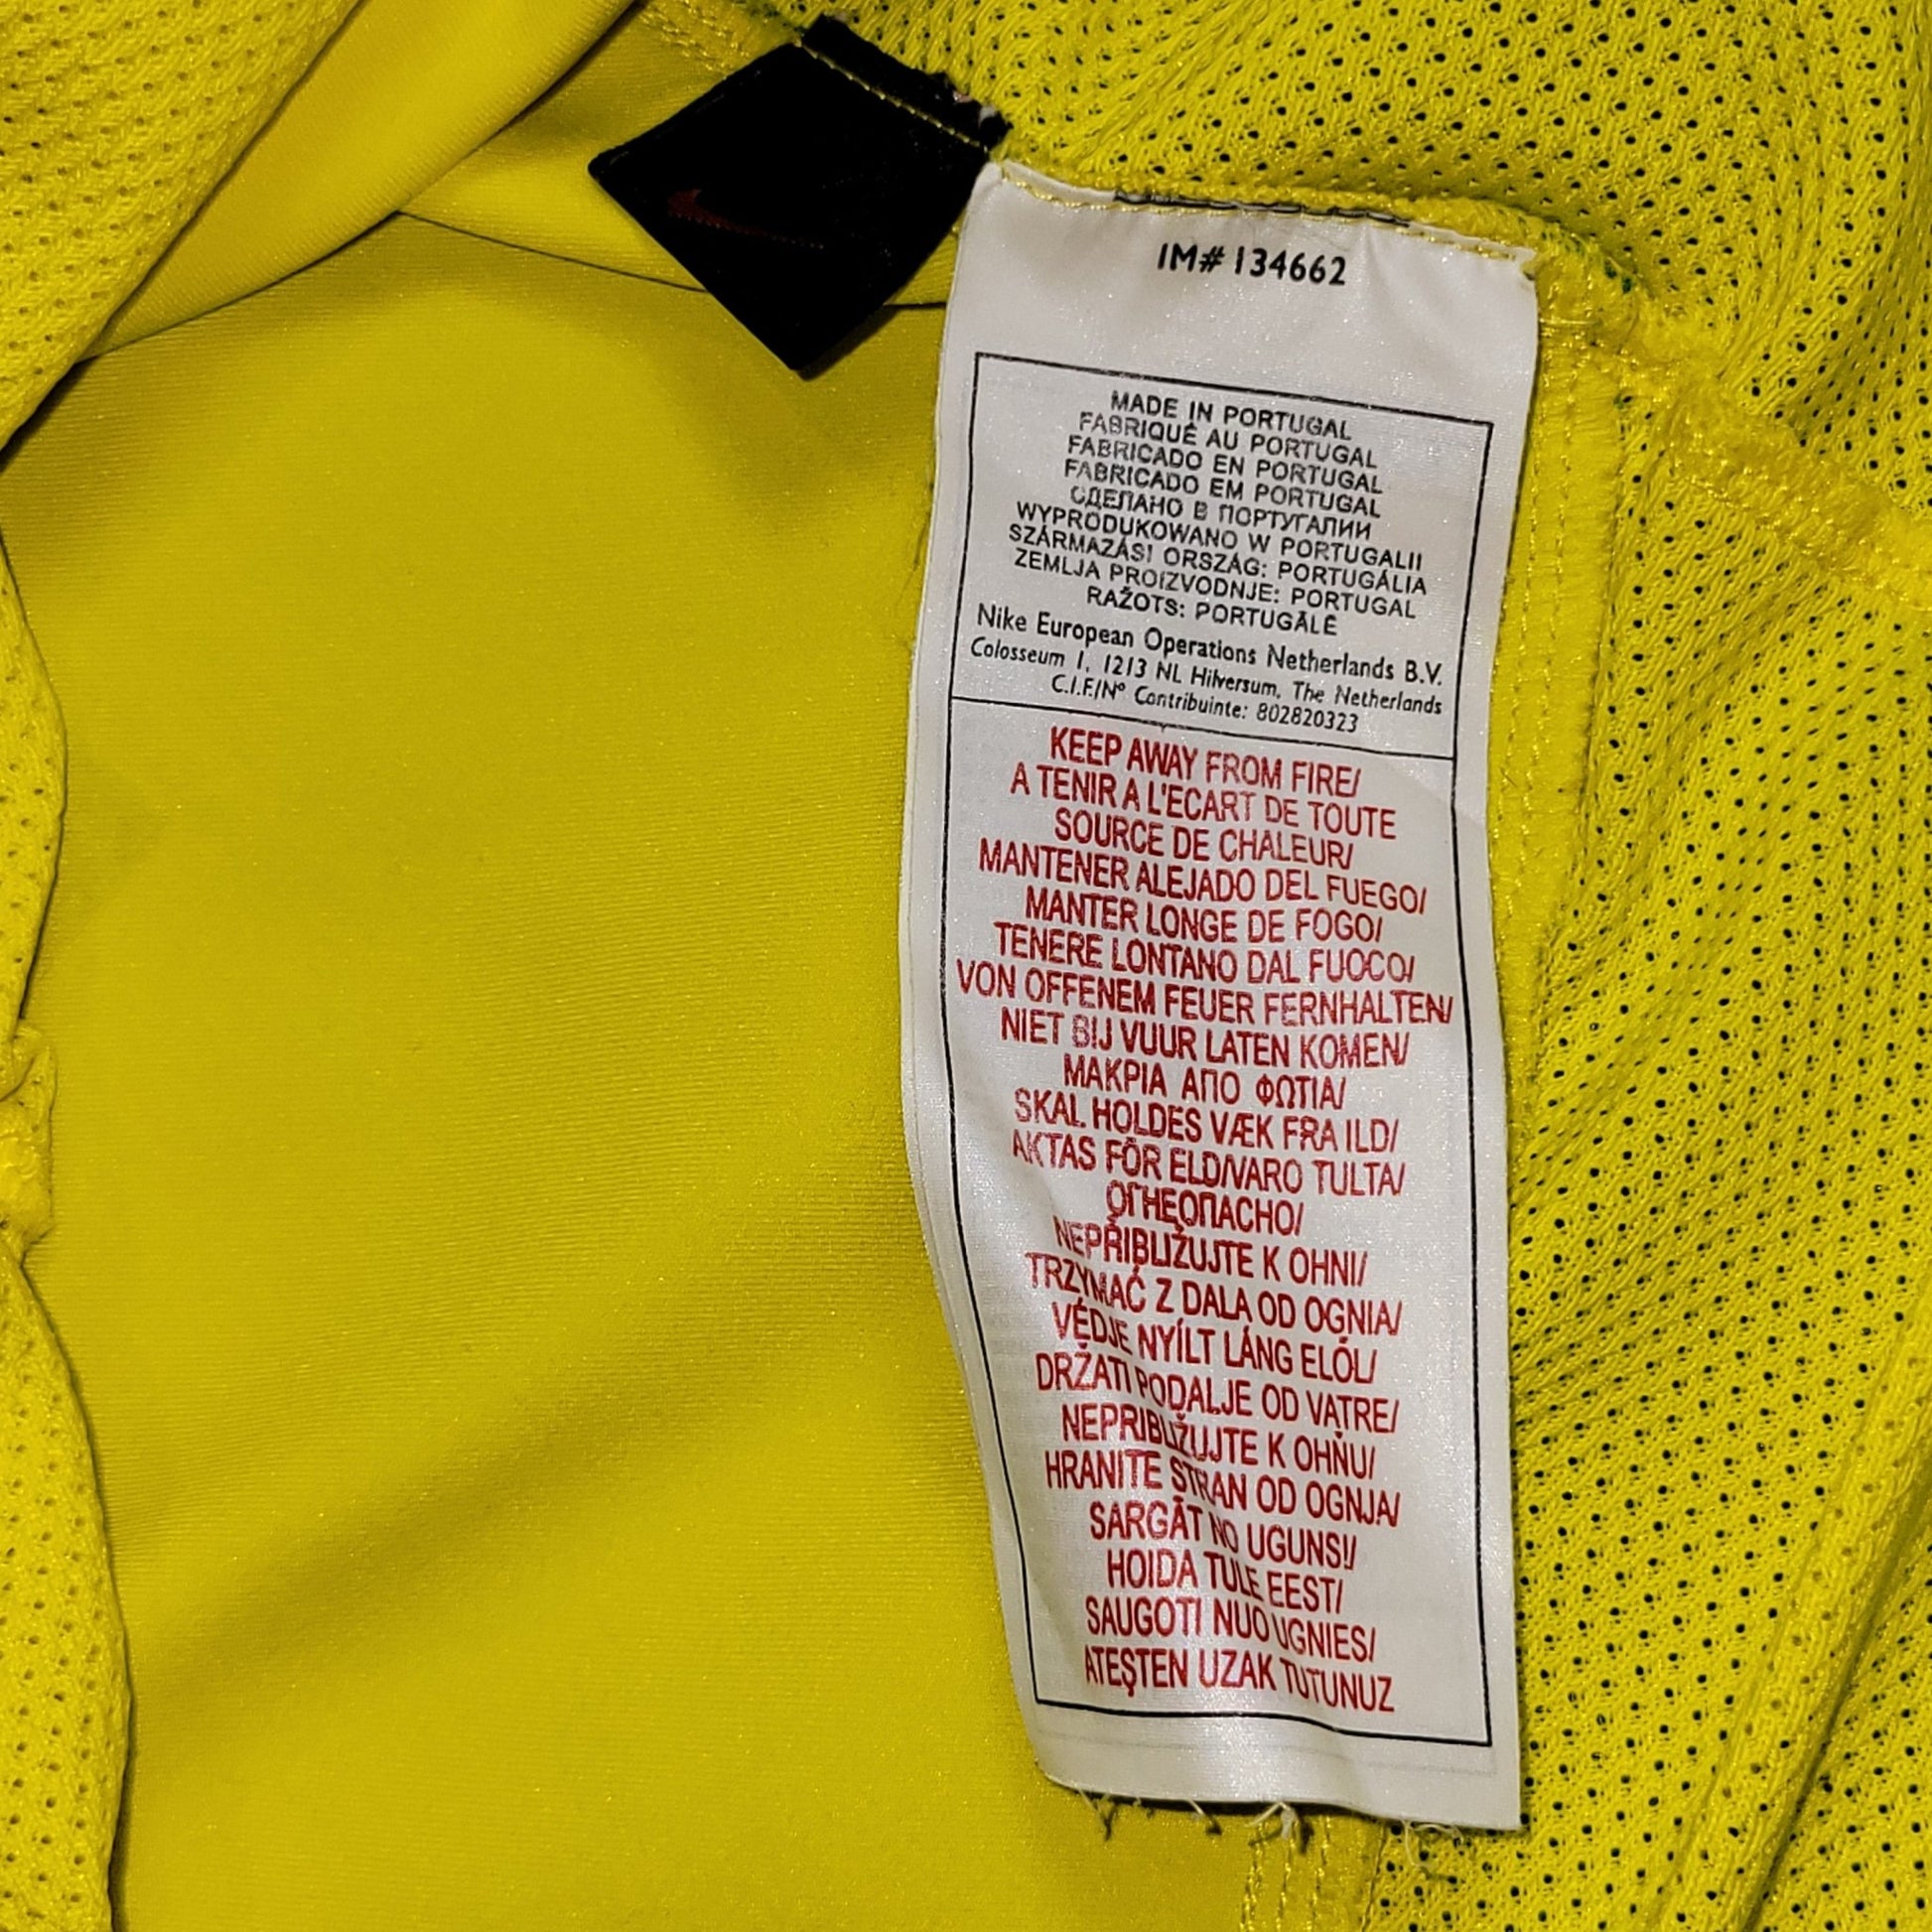 IM# 134662
MADE IN PORTUGAL
FABRIQUÉ AU PORTUGAL
FABRICADO EN PORTUGAL
FABRICADO EM PORTUGAL
СДЕЛАНО В ПОРТУГАЛИИ
WYPRODUKOWANO W PORTUGALII
SZÁRMAZÁSI ORSZÁG: PORTUGÁLIA
ZEMLJA PROIZVODNJE: PORTUGAL
RAŽOTS: PORTUGĀLĒ
Nike European Operations Netherlands B.V.
Colosseum 1, 1213 NL Hilversum, The Netherlands
C.I.F./Nº Contribuinte: 802820323
KEEP AWAY FROM FIRE/
A TENIR A L'ECART DE TOUTE
SOURCE DE CHALEUR/
MANTENER ALEJADO DEL FUEGO/
MANTER LONGE DE FOGO/
TENERE LONTANO DAL FUOCO/
VON OFFENEM FEUER FERNHALTEN/
NIET BIJ VUUR LATEN KOMEN/
ΜΑΚΡΙΑ ΑΠΟ ΦΩΤΙΑ/
SKAL HOLDES VÆK FRA ILD/
AKTAS FÖR ELD/VARO TULTA/
ОГНЕОПАСНО/
NEPŘIBLIŽUJTE K OHNI/
TRZYMAĆ Z DALA OD OGNIA/
VÉDJE NYÍLT LÁNG ELŐL/
DRŽATI PODALJE OD VATRE/
NEPRIBLIŽUJTE K OHŇU/
HRANITE STRAN OD OGNJA/
SARGĀT NO UGUNS!/
HOIDA TULE EEST/
SAUGOTI NUO UGNIES/
ATEŞTEN UZAK TUTUNUZ